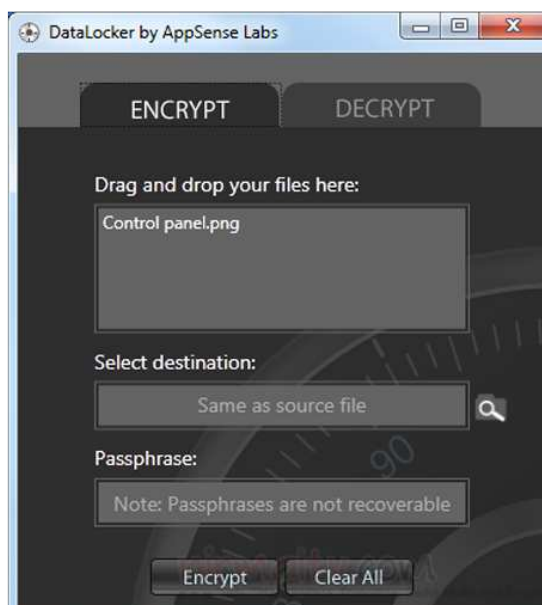 DataLocker by AppSense Labs
ENCRYPT DECRYPT
Drag and drop your files here:
Control panel.png
Select destination:
Same as source file
90
Passphrase:
Note: Passphrases are not recoverable
Encrypt Clear All